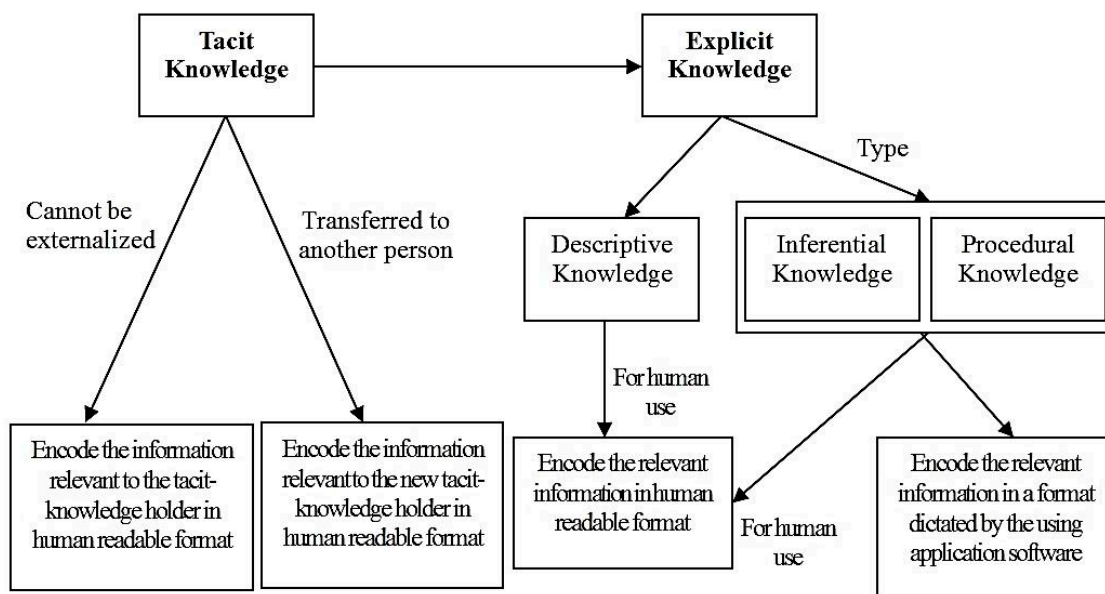 Tacit
Knowledge
Explicit
Knowledge
Type
Cannot be
externalized
Transferred to
another person
Descriptive
Knowledge
Inferential
Knowledge
Procedural
Knowledge
For human
use
Encode the information
relevant to the tacit-
knowledge holder in
human readable format
Encode the information
relevant to the new tacit-
knowledge holder in
human readable format
Encode the relevant
information in human
readable format
For human
use
Encode the relevant
information in a format
dictated by the using
application software